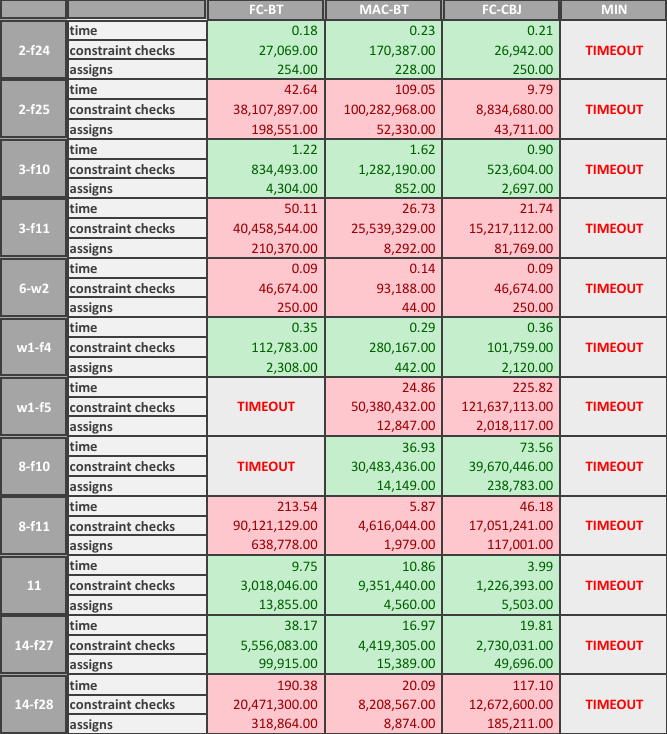 FC-BT MAC-BT FC-CBJ MIN
2-f24 time 0.18 0.23 0.21 TIMEOUT
constraint checks 27,069.00 170,387.00 26,942.00
assigns 254.00 228.00 250.00
2-f25 time 42.64 109.05 9.79 TIMEOUT
constraint checks 38,107,897.00 100,282,968.00 8,834,680.00
assigns 198,551.00 52,330.00 43,711.00
3-f10 time 1.22 1.62 0.90 TIMEOUT
constraint checks 834,493.00 1,282,190.00 523,604.00
assigns 4,304.00 852.00 2,697.00
3-f11 time 50.11 26.73 21.74 TIMEOUT
constraint checks 40,458,544.00 25,539,329.00 15,217,112.00
assigns 210,370.00 8,292.00 81,769.00
6-w2 time 0.09 0.14 0.09 TIMEOUT
constraint checks 46,674.00 93,188.00 46,674.00
assigns 250.00 44.00 250.00
w1-f4 time 0.35 0.29 0.36 TIMEOUT
constraint checks 112,783.00 280,167.00 101,759.00
assigns 2,308.00 442.00 2,120.00
w1-f5 time TIMEOUT 24.86 225.82 TIMEOUT
constraint checks 50,380,432.00 121,637,113.00
assigns 12,847.00 2,018,117.00
8-f10 time TIMEOUT 36.93 73.56 TIMEOUT
constraint checks 30,483,436.00 39,670,446.00
assigns 14,149.00 238,783.00
8-f11 time 213.54 5.87 46.18 TIMEOUT
constraint checks 90,121,129.00 4,616,044.00 17,051,241.00
assigns 638,778.00 1,979.00 117,001.00
11 time 9.75 10.86 3.99 TIMEOUT
constraint checks 3,018,046.00 9,351,440.00 1,226,393.00
assigns 13,855.00 4,560.00 5,503.00
14-f27 time 38.17 16.97 19.81 TIMEOUT
constraint checks 5,556,083.00 4,419,305.00 2,730,031.00
assigns 99,915.00 15,389.00 49,696.00
14-f28 time 190.38 20.09 117.10 TIMEOUT
constraint checks 20,471,300.00 8,208,567.00 12,672,600.00
assigns 318,864.00 8,874.00 185,211.00